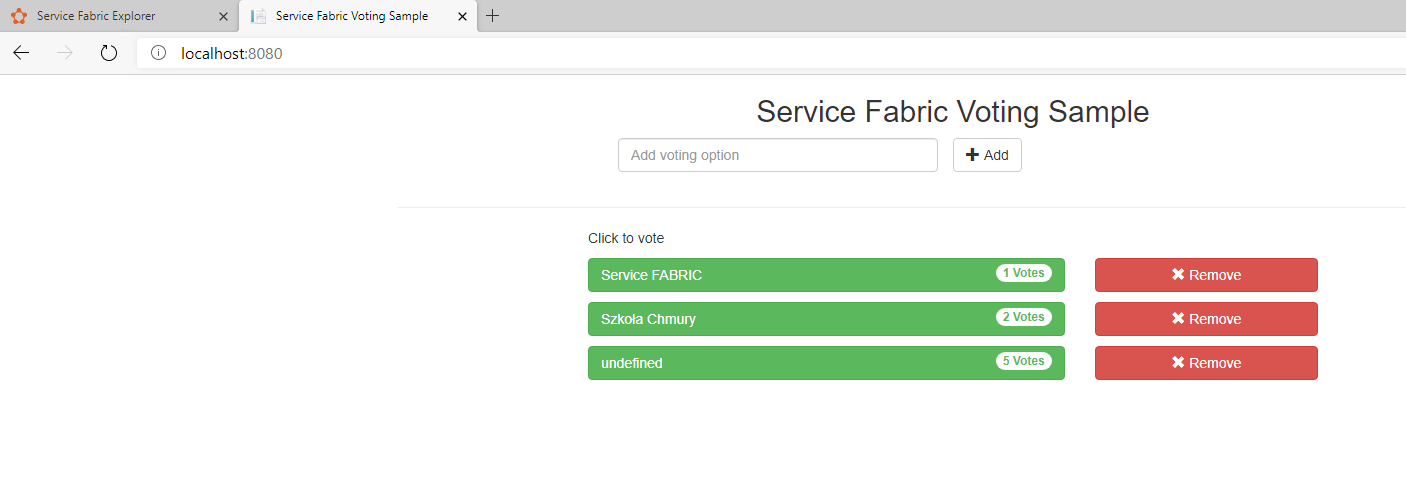 Service Fabric Explorer
Service Fabric Voting Sample
localhost:8080
Service Fabric Voting Sample
Add voting option
Add
Click to vote
Service FABRIC 1 Votes Remove
Szkoła Chmury 2 Votes Remove
undefined 5 Votes Remove